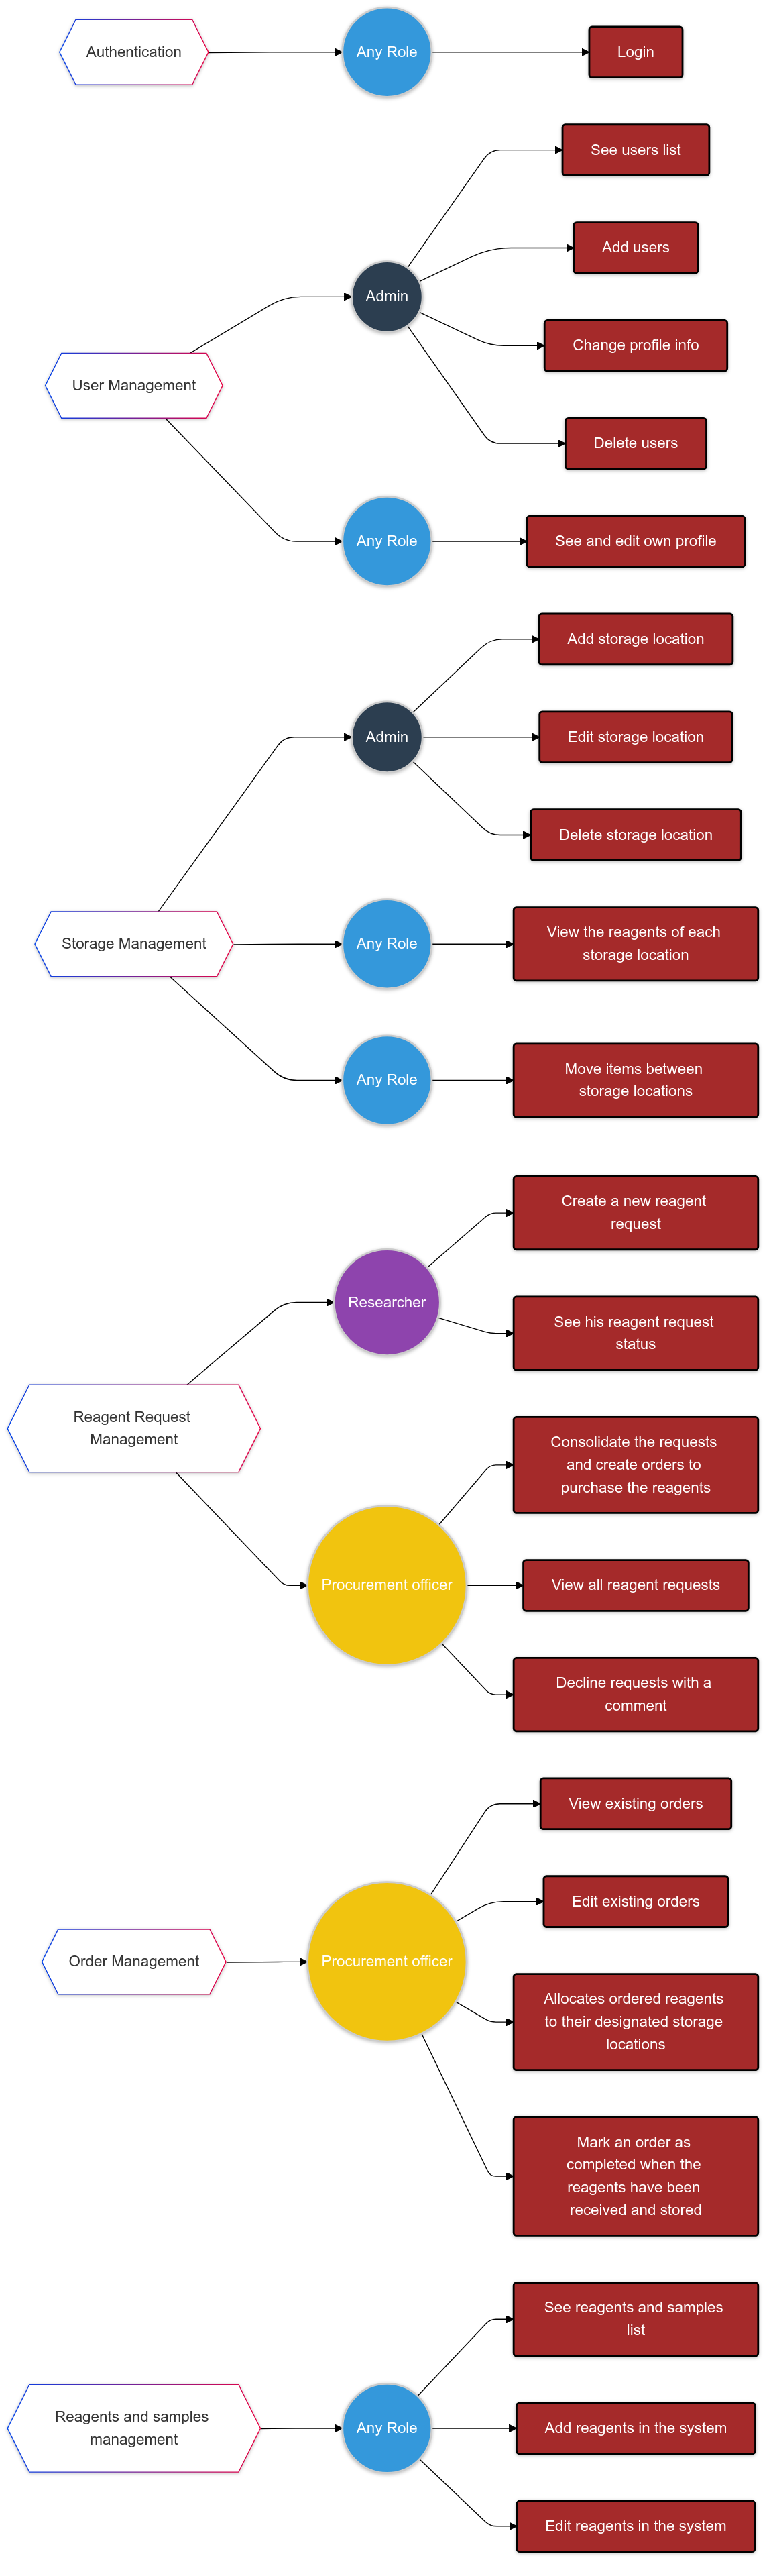 Authentication
Any Role
Login
See users list
Add users
Admin
Change profile info
User Management
Delete users
Any Role
See and edit own profile
Add storage location
Admin
Edit storage location
Delete storage location
Storage Management
Any Role
View the reagents of each
storage location
Any Role
Move items between
storage locations
Create a new reagent
request
Researcher
See his reagent request
status
Reagent Request
Management
Consolidate the requests
and create orders to
purchase the reagents
Procurement officer
View all reagent requests
Decline requests with a
comment
View existing orders
Edit existing orders
Order Management
Procurement officer
Allocates ordered reagents
to their designated storage
locations
Mark an order as
completed when the
reagents have been
received and stored
See reagents and samples
list
Reagents and samples
management
Any Role
Add reagents in the system
Edit reagents in the system